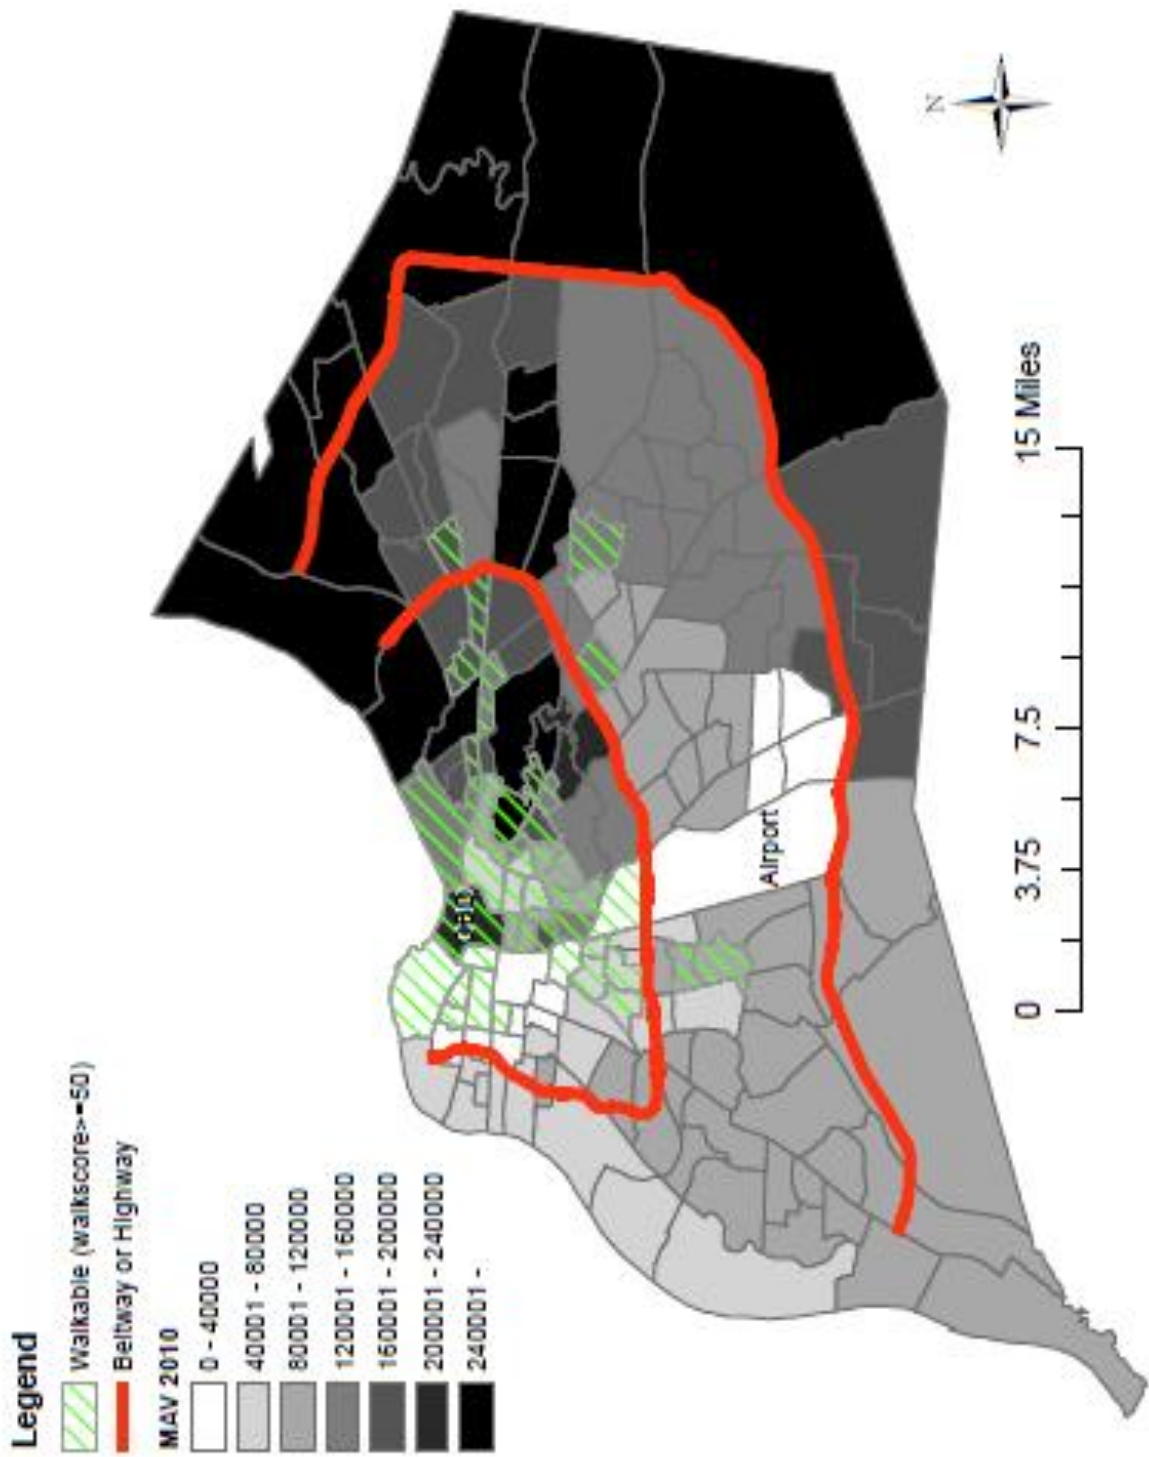 Legend
Walkable (walkscore>=50)
Beltway or Highway
MAV 2010
0 - 40000
40001 - 80000
80001 - 120000
120001 - 160000
160001 - 200000
200001 - 240000
240001 -
Airport
N
0 3.75 7.5 15 Miles